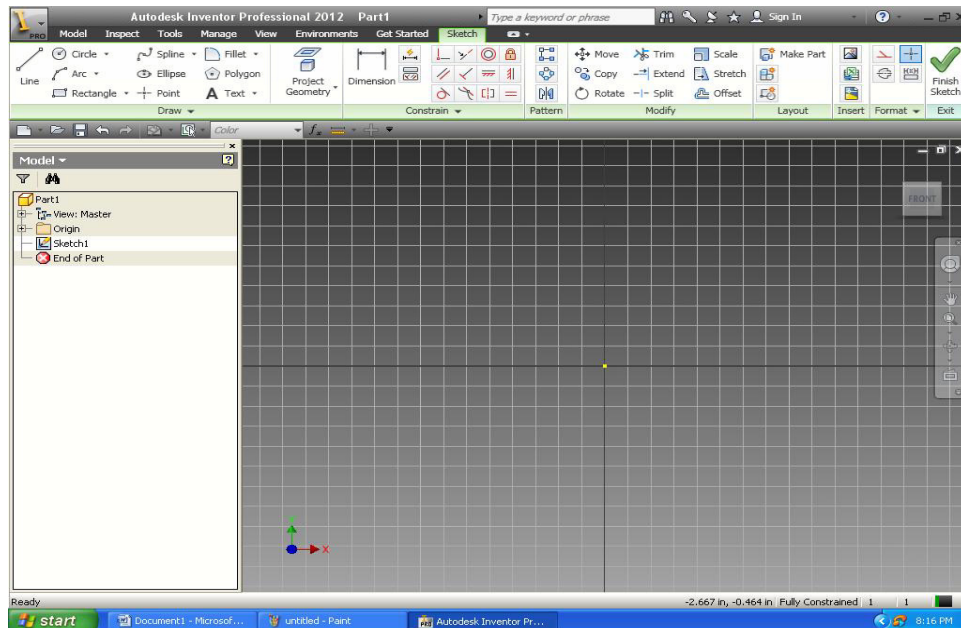 Autodesk Inventor Professional 2012 Part1 Type a keyword or phrase Sign In
PRO Model Inspect Tools Manage View Environments Get Started Sketch
Line Circle Arc Rectangle Spline Ellipse Point Fillet Polygon Text
Draw
Project Geometry
Dimension
Constrain
Pattern
Move Copy Rotate Trim Extend Split Scale Stretch Offset
Modify
Make Part
Layout
Insert
Format
Finish Sketch
Exit
Color fx
Model
Part1
View: Master
Origin
Sketch1
End of Part
FRONT
X
Ready -2.667 in, -0.464 in Fully Constrained 1 1
start Document1 - Microsof... untitled - Paint Autodesk Inventor Pr... 8:16 PM